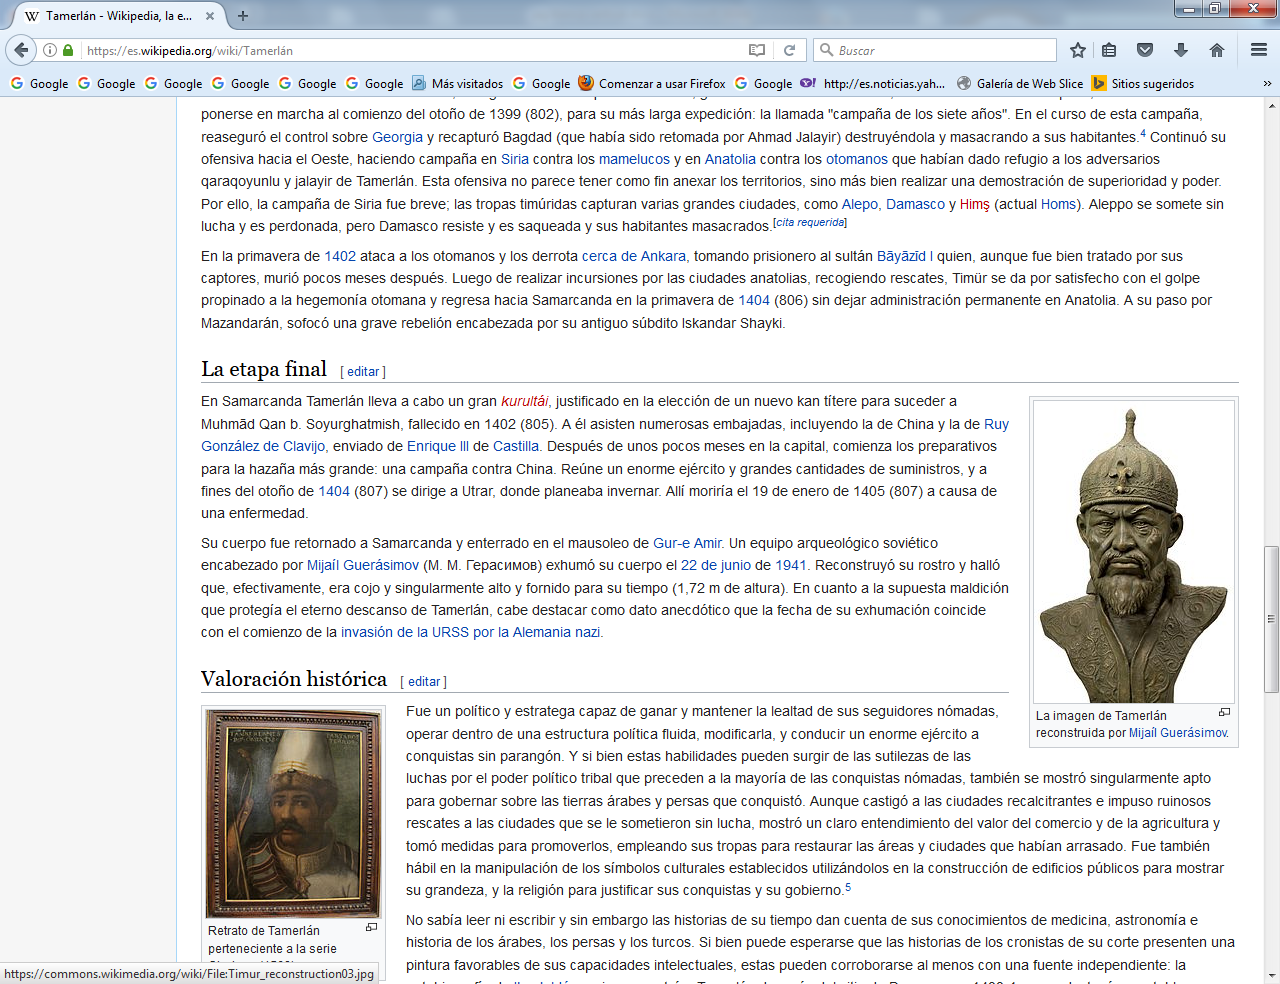 Tamerlán - Wikipedia, la e...
https://es.wikipedia.org/wiki/Tamerlán
Buscar
Google
Google
Google
Google
Google
Google
Más visitados
Google
Comenzar a usar Firefox
Google
http://es.noticias.yah...
Galería de Web Slice
Sitios sugeridos
ponerse en marcha al comienzo del otoño de 1399 (802), para su más larga expedición: la llamada "campaña de los siete años". En el curso de esta campaña,
reaseguró el control sobre Georgia y recapturó Bagdad (que había sido retomada por Ahmad Jalayir) destruyéndola y masacrando a sus habitantes.4 Continuó su
ofensiva hacia el Oeste, haciendo campaña en Siria contra los mamelucos y en Anatolia contra los otomanos que habían dado refugio a los adversarios
qaraqoyunlu y jalayir de Tamerlán. Esta ofensiva no parece tener como fin anexar los territorios, sino más bien realizar una demostración de superioridad y poder.
Por ello, la campaña de Siria fue breve; las tropas timúridas capturan varias grandes ciudades, como Alepo, Damasco y Himş (actual Homs). Aleppo se somete sin
lucha y es perdonada, pero Damasco resiste y es saqueada y sus habitantes masacrados.[cita requerida]
En la primavera de 1402 ataca a los otomanos y los derrota cerca de Ankara, tomando prisionero al sultán Bāyāzīd I quien, aunque fue bien tratado por sus
captores, murió pocos meses después. Luego de realizar incursiones por las ciudades anatolias, recogiendo rescates, Timür se da por satisfecho con el golpe
propinado a la hegemonía otomana y regresa hacia Samarcanda en la primavera de 1404 (806) sin dejar administración permanente en Anatolia. A su paso por
Mazandarán, sofocó una grave rebelión encabezada por su antiguo súbdito Iskandar Shayki.
La etapa final [ editar ]
En Samarcanda Tamerlán lleva a cabo un gran kurultái, justificado en la elección de un nuevo kan títere para suceder a
Muhmād Qan b. Soyurghatmish, fallecido en 1402 (805). A él asisten numerosas embajadas, incluyendo la de China y la de Ruy
González de Clavijo, enviado de Enrique III de Castilla. Después de unos pocos meses en la capital, comienza los preparativos
para la hazaña más grande: una campaña contra China. Reúne un enorme ejército y grandes cantidades de suministros, y a
fines del otoño de 1404 (807) se dirige a Utrar, donde planeaba invernar. Allí moriría el 19 de enero de 1405 (807) a causa de
una enfermedad.
Su cuerpo fue retornado a Samarcanda y enterrado en el mausoleo de Gur-e Amir. Un equipo arqueológico soviético
encabezado por Mijaíl Guerásimov (М. М. Герасимов) exhumó su cuerpo el 22 de junio de 1941. Reconstruyó su rostro y halló
que, efectivamente, era cojo y singularmente alto y fornido para su tiempo (1,72 m de altura). En cuanto a la supuesta maldición
que protegía el eterno descanso de Tamerlán, cabe destacar como dato anecdótico que la fecha de su exhumación coincide
con el comienzo de la invasión de la URSS por la Alemania nazi.
La imagen de Tamerlán
reconstruida por Mijaíl Guerásimov.
Valoración histórica [ editar ]
Retrato de Tamerlán
perteneciente a la serie
Fue un político y estratega capaz de ganar y mantener la lealtad de sus seguidores nómadas,
operar dentro de una estructura política fluida, modificarla, y conducir un enorme ejército a
conquistas sin parangón. Y si bien estas habilidades pueden surgir de las sutilezas de las
luchas por el poder político tribal que preceden a la mayoría de las conquistas nómadas, también se mostró singularmente apto
para gobernar sobre las tierras árabes y persas que conquistó. Aunque castigó a las ciudades recalcitrantes e impuso ruinosos
rescates a las ciudades que se le sometieron sin lucha, mostró un claro entendimiento del valor del comercio y de la agricultura y
tomó medidas para promoverlos, empleando sus tropas para restaurar las áreas y ciudades que habían arrasado. Fue también
hábil en la manipulación de los símbolos culturales establecidos utilizándolos en la construcción de edificios públicos para mostrar
su grandeza, y la religión para justificar sus conquistas y su gobierno.5
No sabía leer ni escribir y sin embargo las historias de su tiempo dan cuenta de sus conocimientos de medicina, astronomía e
historia de los árabes, los persas y los turcos. Si bien puede esperarse que las historias de los cronistas de su corte presenten una
pintura favorables de sus capacidades intelectuales, estas pueden corroborarse al menos con una fuente independiente: la
https://commons.wikimedia.org/wiki/File:Timur_reconstruction03.jpg